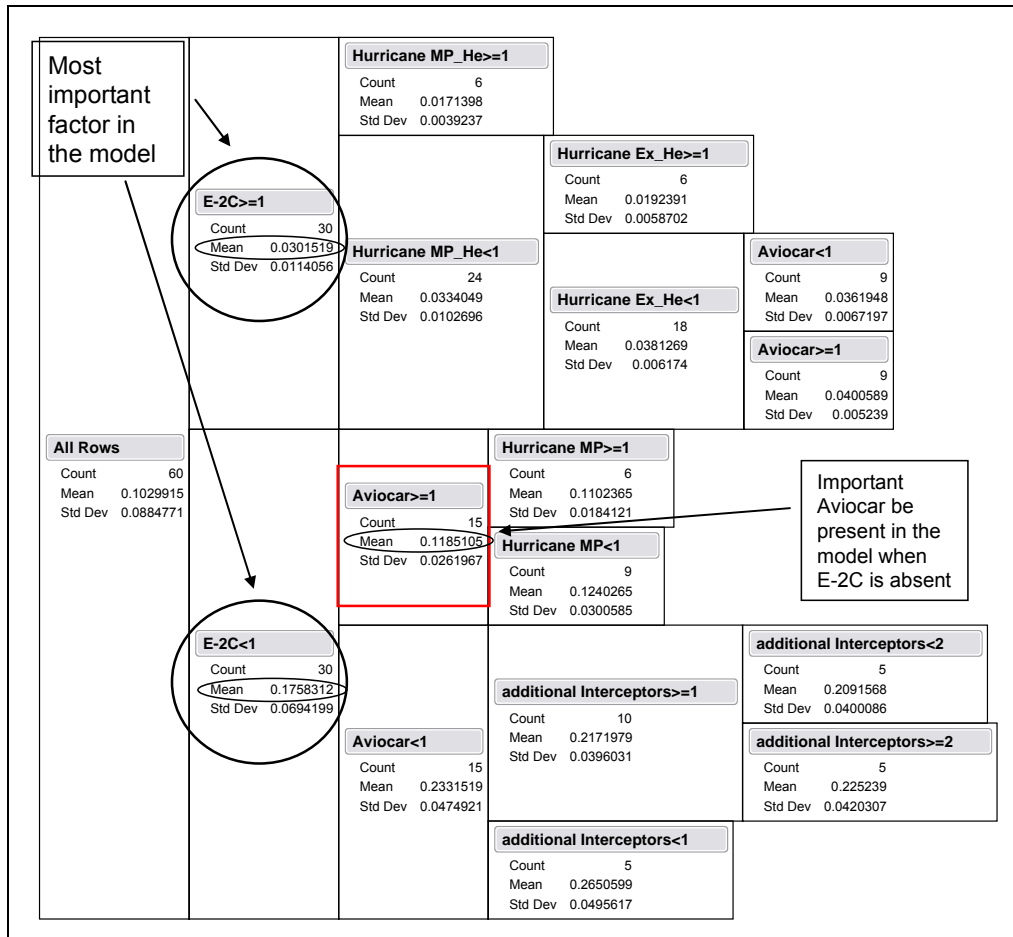 Most
important
factor in
the model
Hurricane MP_He>=1
Count 6
Mean 0.0171398
Std Dev 0.0039237
Hurricane Ex_He>=1
Count 6
Mean 0.0192391
Std Dev 0.0058702
E-2C>=1
Count 30
Mean 0.0301519
Std Dev 0.0114056
Hurricane MP_He<1
Count 24
Mean 0.0334049
Std Dev 0.0102696
Hurricane Ex_He<1
Count 18
Mean 0.0381269
Std Dev 0.006174
Aviocar<1
Count 9
Mean 0.0361948
Std Dev 0.0067197
Aviocar>=1
Count 9
Mean 0.0400589
Std Dev 0.005239
All Rows
Count 60
Mean 0.1029915
Std Dev 0.0884771
Aviocar>=1
Count 15
Mean 0.1185105
Std Dev 0.0261967
Hurricane MP>=1
Count 6
Mean 0.1102365
Std Dev 0.0184121
Hurricane MP<1
Count 9
Mean 0.1240265
Std Dev 0.0300585
Important
Aviocar be
present in the
model when
E-2C is absent
E-2C<1
Count 30
Mean 0.1758312
Std Dev 0.0694199
Aviocar<1
Count 15
Mean 0.2331519
Std Dev 0.0474921
additional Interceptors>=1
Count 10
Mean 0.2171979
Std Dev 0.0396031
additional Interceptors<2
Count 5
Mean 0.2091568
Std Dev 0.0400086
additional Interceptors>=2
Count 5
Mean 0.225239
Std Dev 0.0420307
additional Interceptors<1
Count 5
Mean 0.2650599
Std Dev 0.0495617